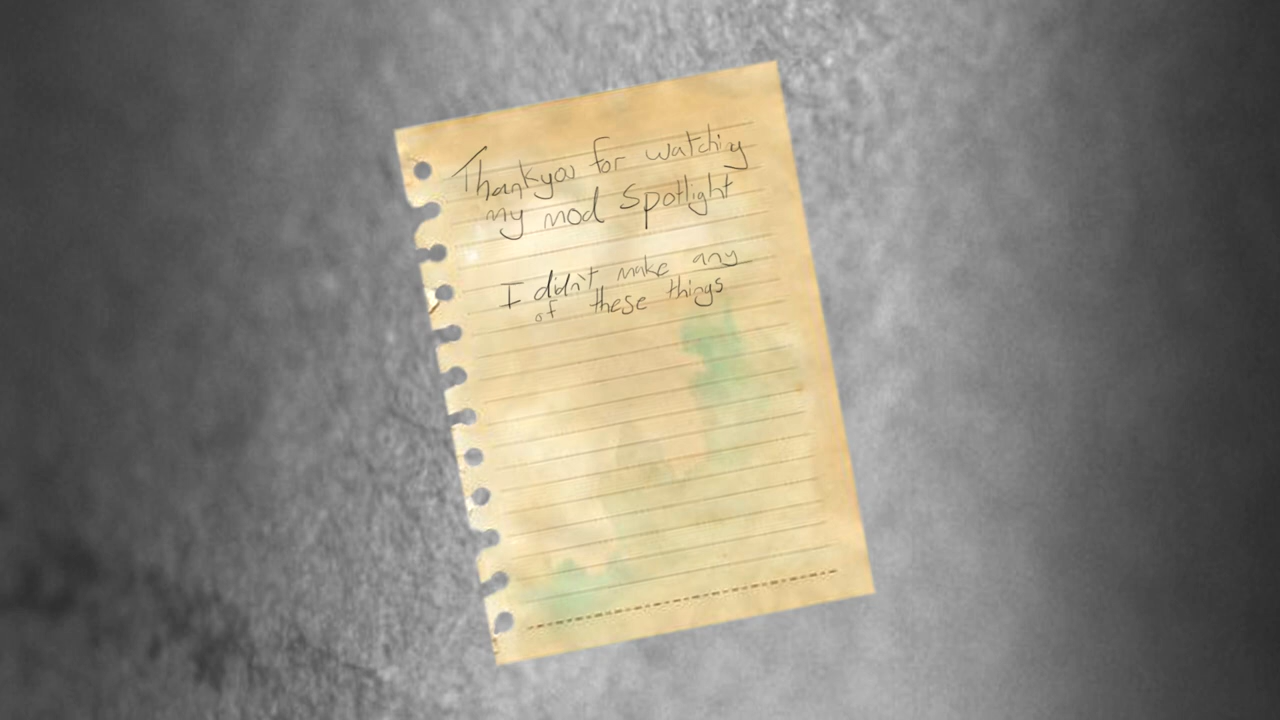 Thankyou for watching
my mod Spotlight
I didn't make any
of these things